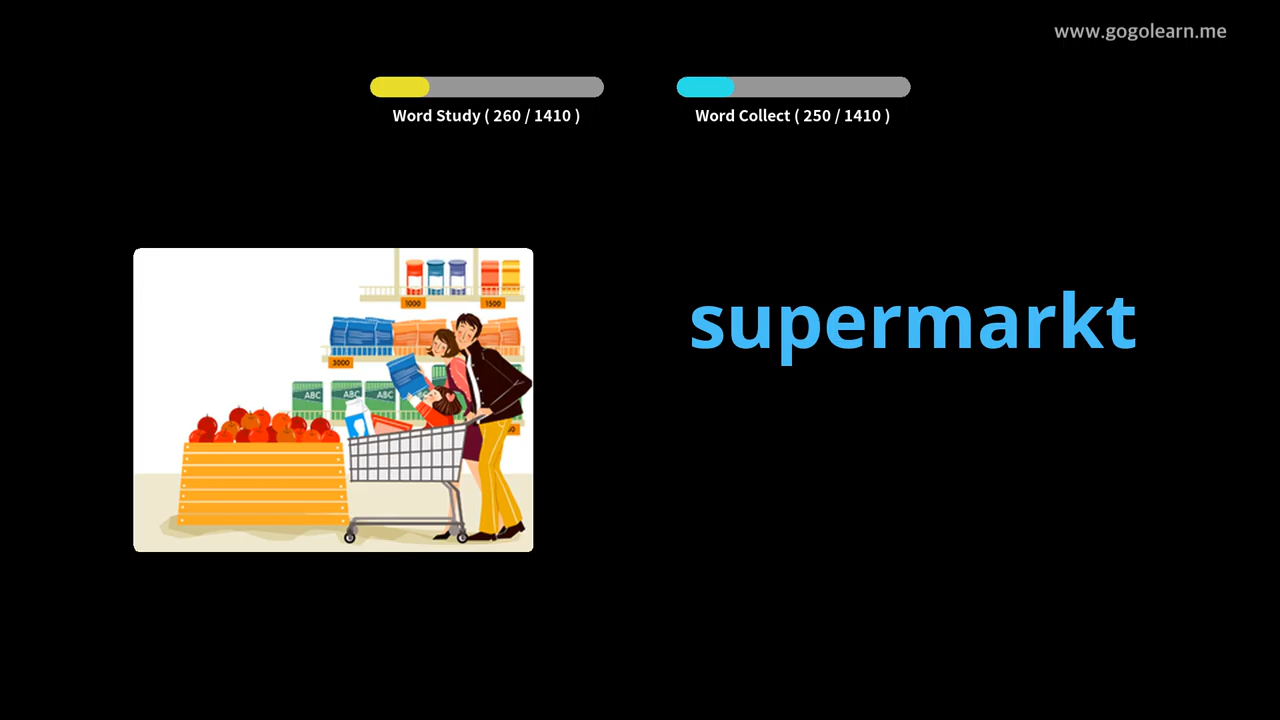 www.gogolearn.me
Word Study ( 260 / 1410 )
Word Collect ( 250 / 1410 )
supermarkt
1000
1500
3000
ABC
ABC
ABC